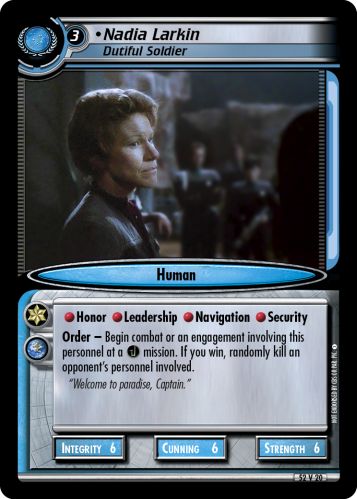 3
•Nadia Larkin
Dutiful Soldier
Human
Honor Leadership Navigation Security
Order – Begin combat or an engagement involving this
personnel at a mission. If you win, randomly kill an
opponent's personnel involved.
"Welcome to paradise, Captain."
INTEGRITY 6 CUNNING 6 STRENGTH 6
52 V 20